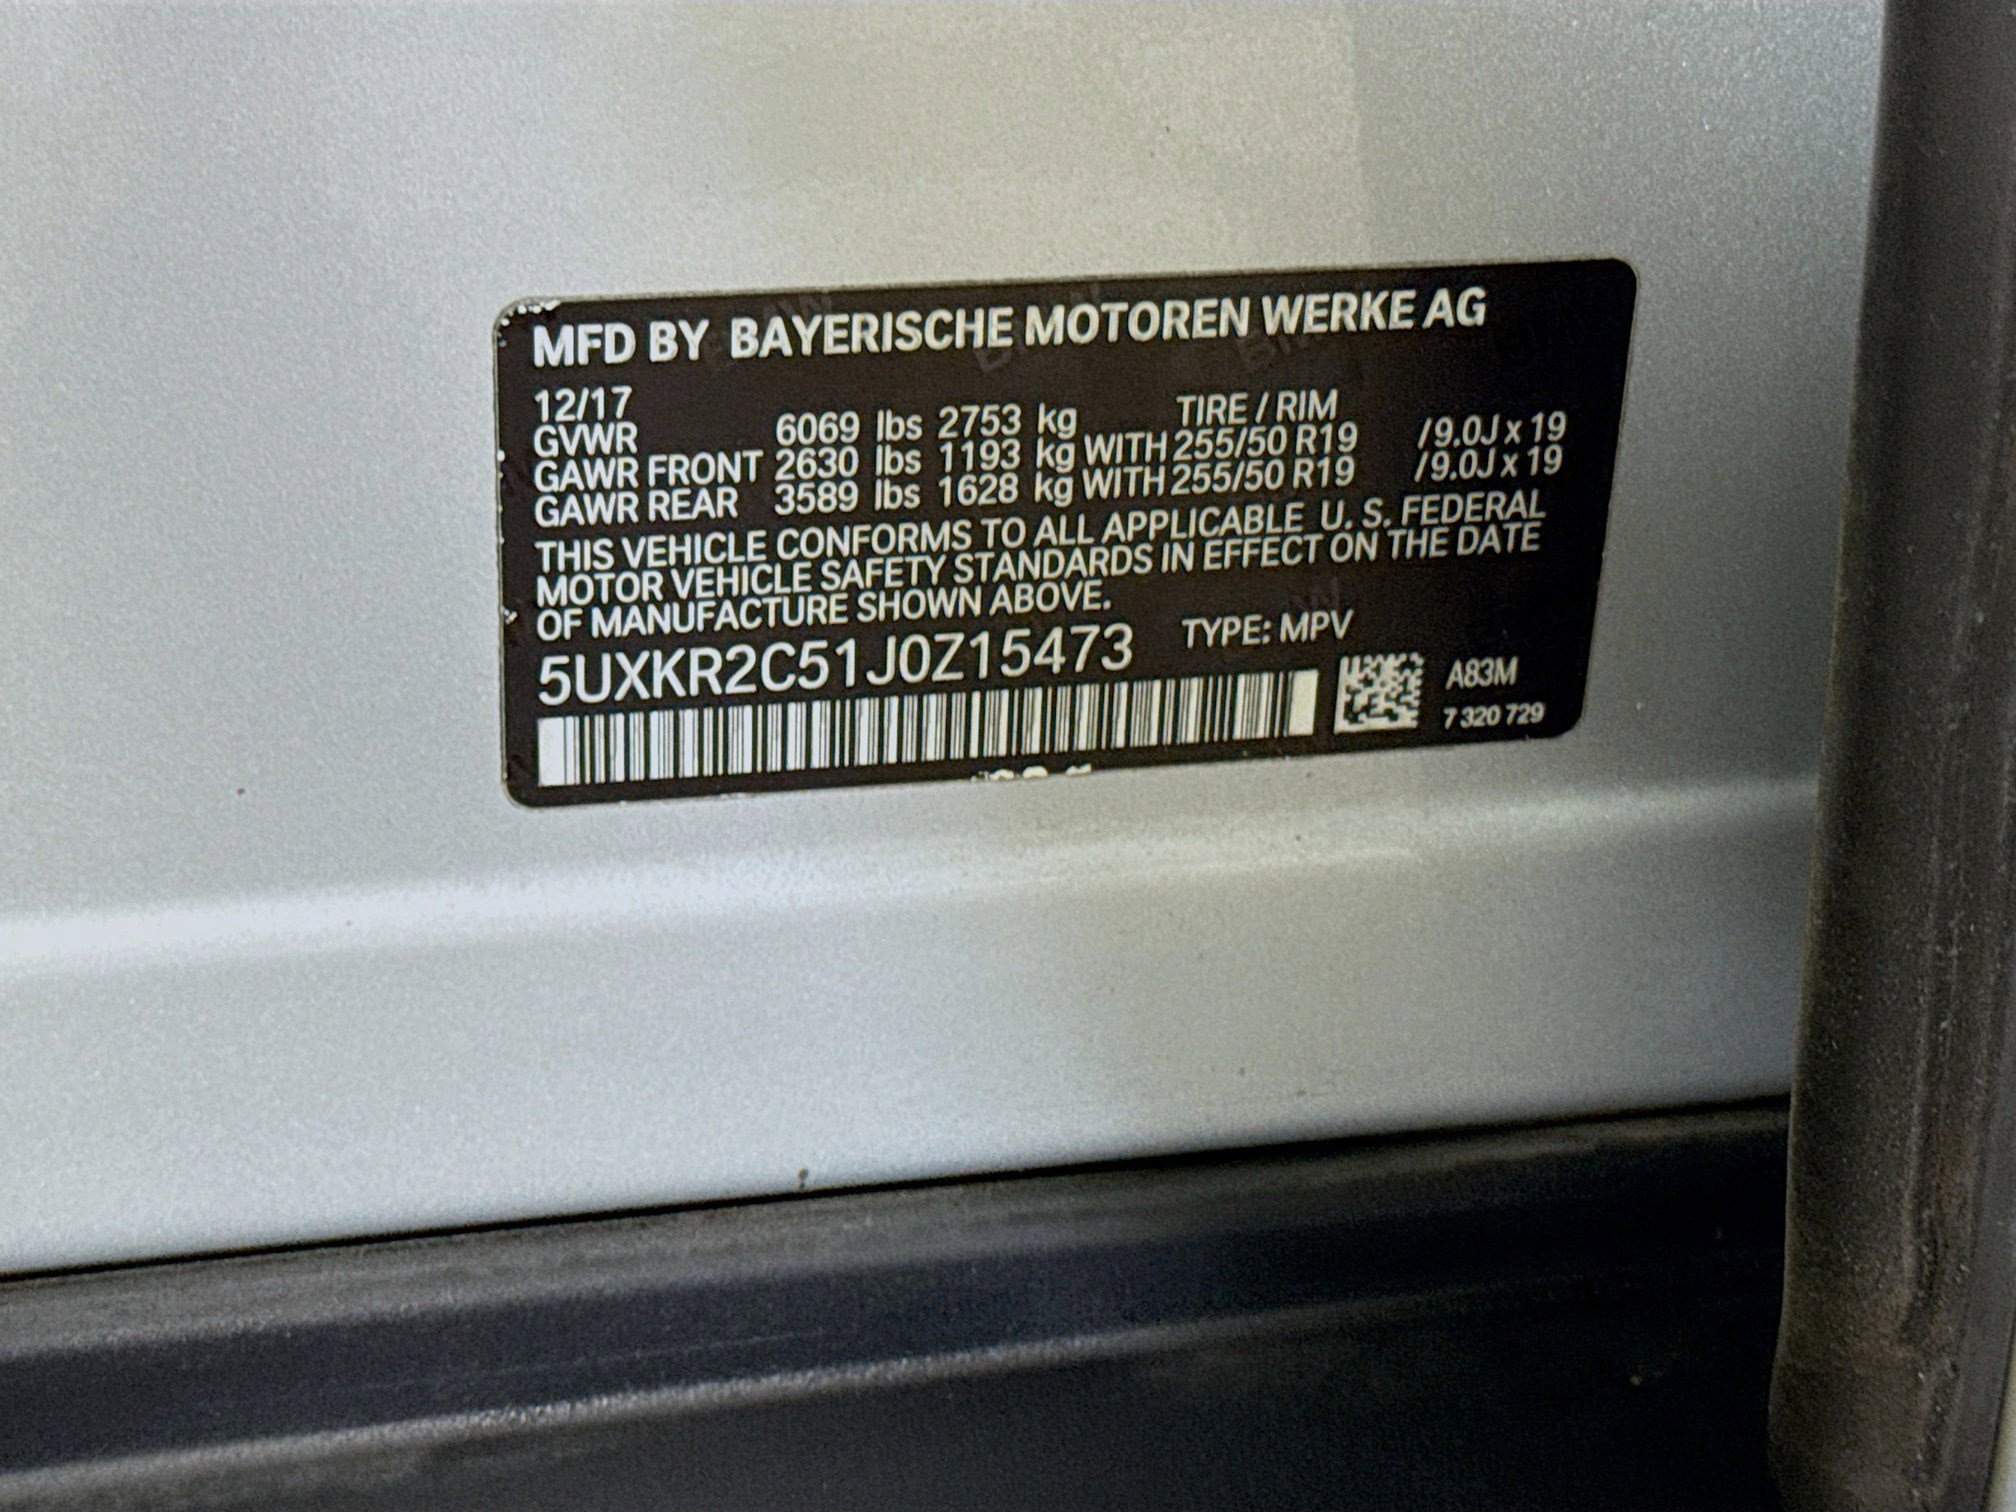 MFD BY BAYERISCHE MOTOREN WERKE AG
12/17 TIRE / RIM
GVWR 6069 lbs 2753 kg
GAWR FRONT 2630 lbs 1193 kg WITH 255/50 R19 /9.0J x 19
GAWR REAR 3589 lbs 1628 kg WITH 255/50 R19 /9.0J x 19
THIS VEHICLE CONFORMS TO ALL APPLICABLE U. S. FEDERAL
MOTOR VEHICLE SAFETY STANDARDS IN EFFECT ON THE DATE
OF MANUFACTURE SHOWN ABOVE.
5UXKR2C51J0Z15473 TYPE: MPV
A83M
7 320 729